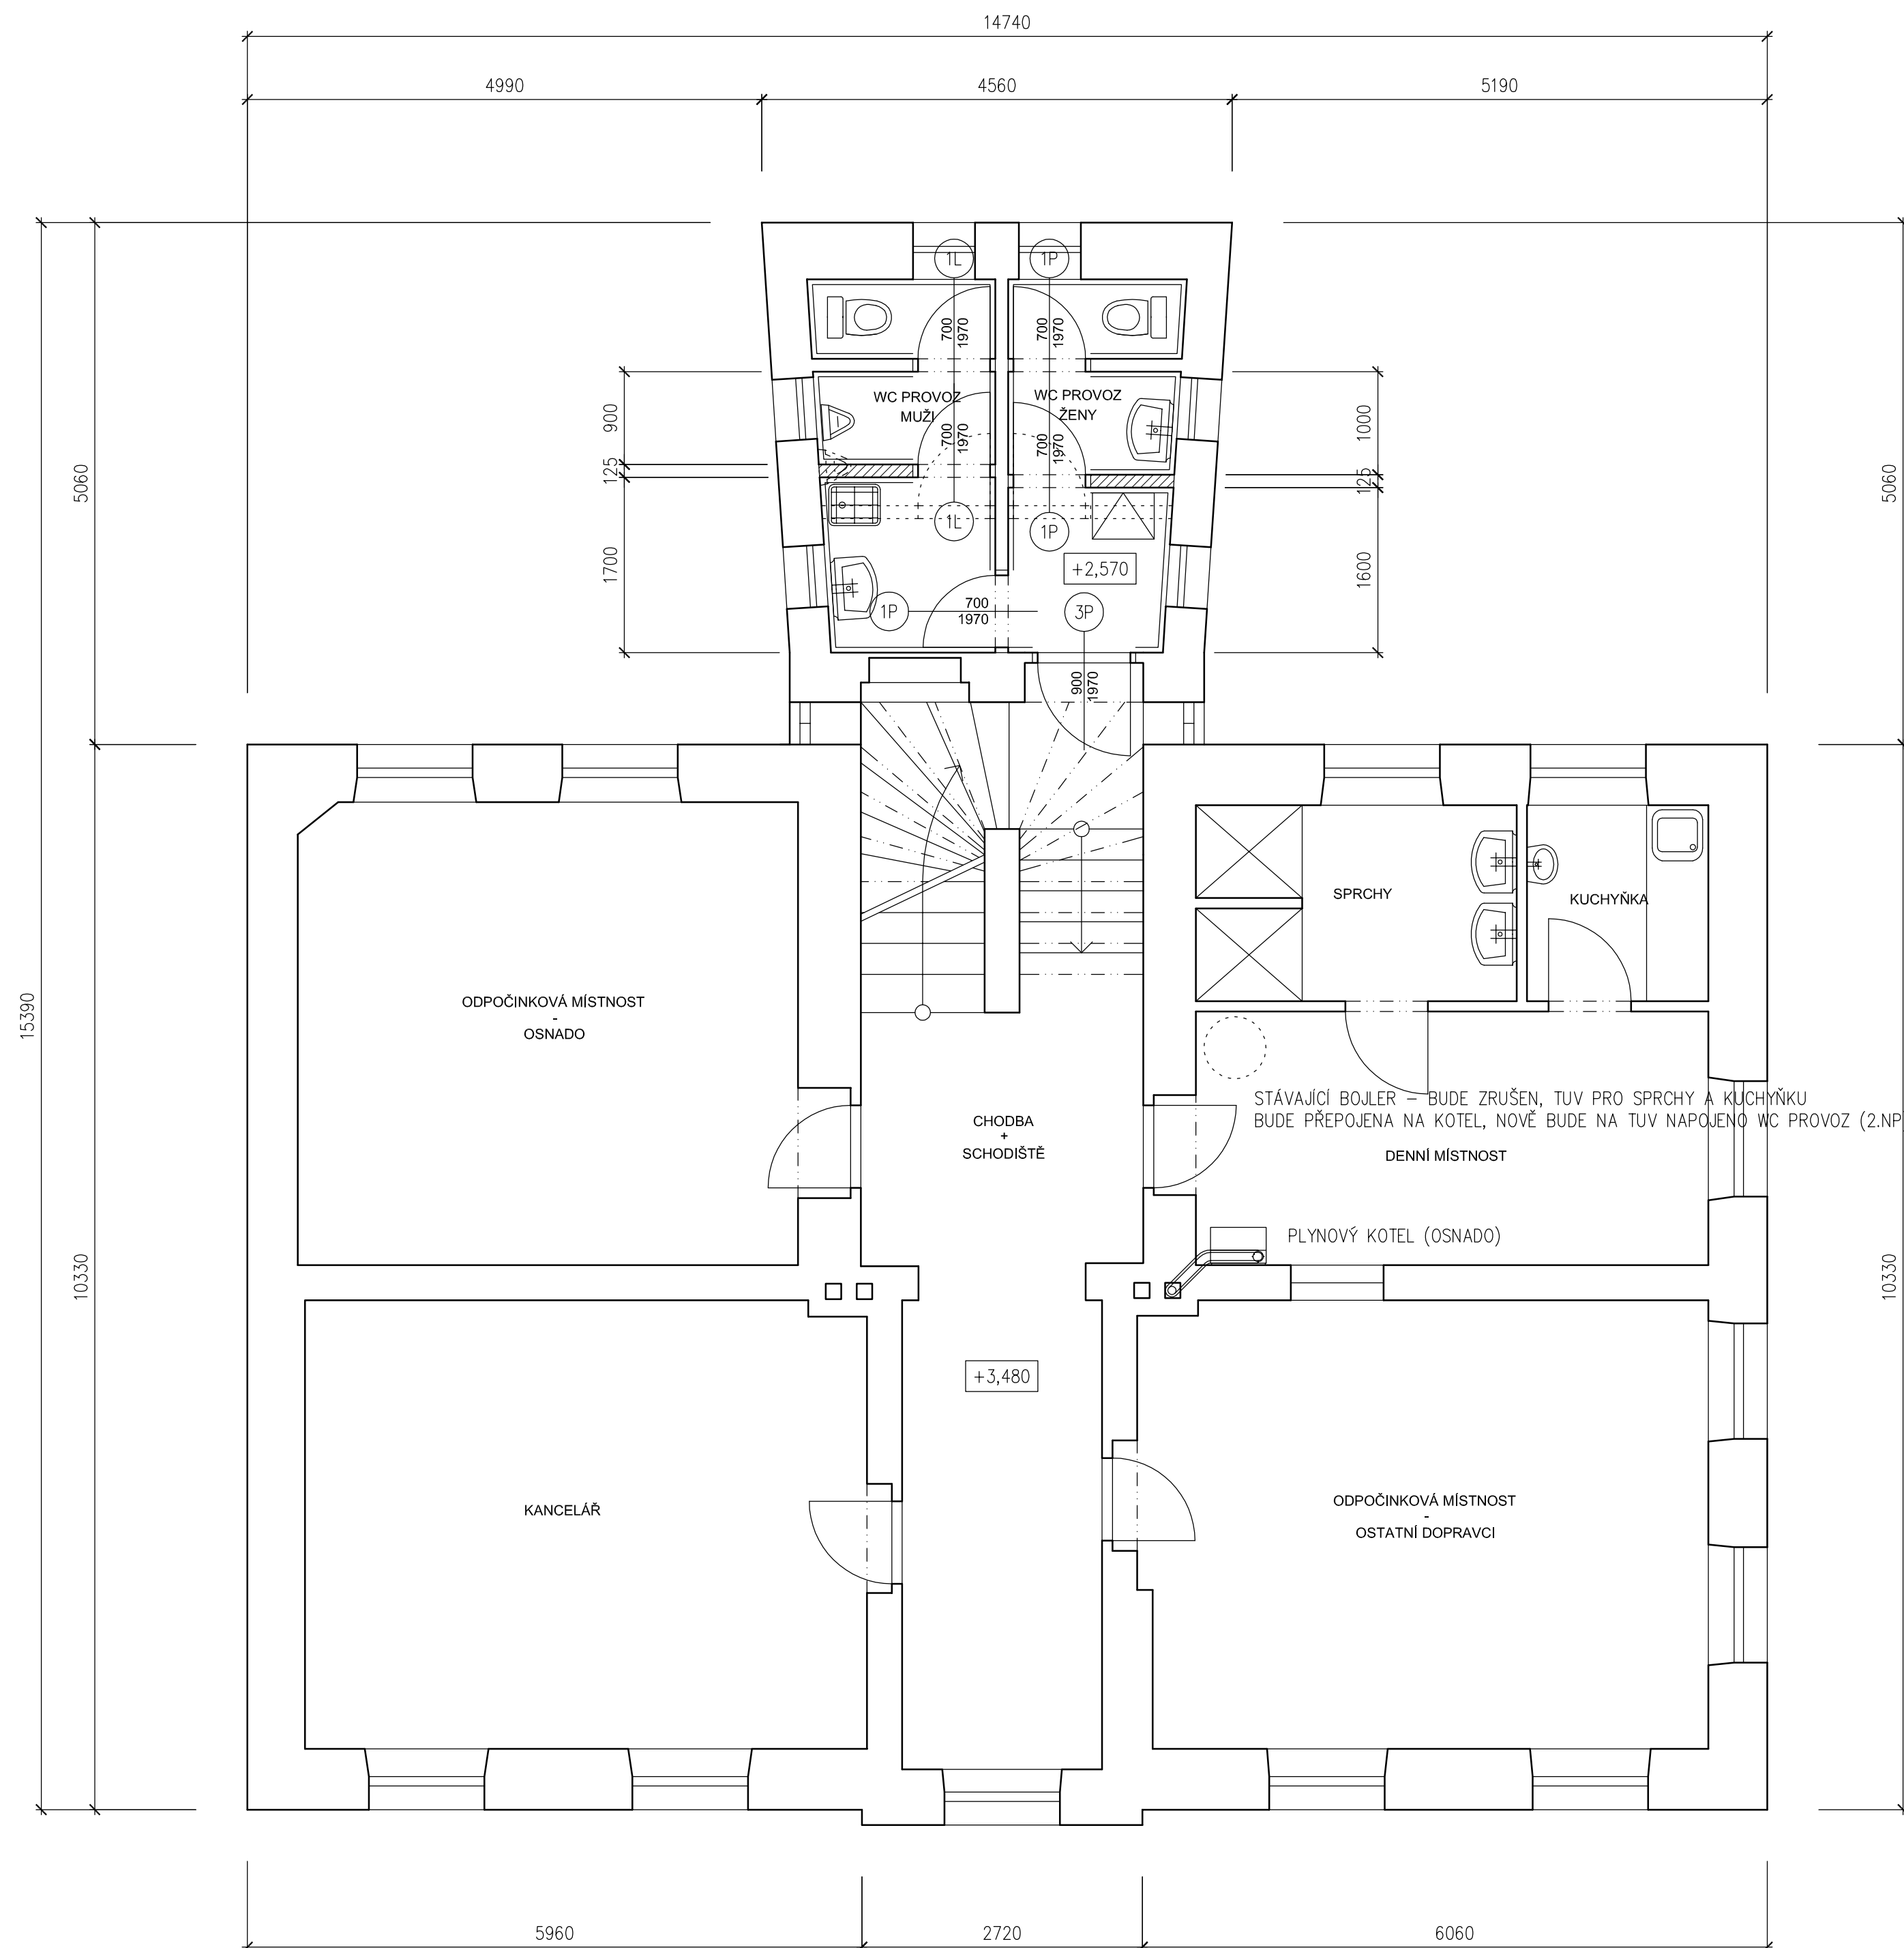 14740
4990
4560
5190
1L
1P
700
1970
700
1970
WC PROVOZ
MUŽI
WC PROVOZ
ŽENY
700
1970
700
1970
900
125
1700
1000
125
1600
5060
5060
1L
1P
+2,570
1P
700
1970
3P
900
1970
SPRCHY
KUCHYŇKA
ODPOČINKOVÁ MÍSTNOST
-
OSNADO
15390
STÁVAJÍCÍ BOJLER – BUDE ZRUŠEN, TUV PRO SPRCHY A KUCHYŇKU
BUDE PŘEPOJENA NA KOTEL, NOVĚ BUDE NA TUV NAPOJENO WC PROVOZ (2.NP
CHODBA
+
SCHODIŠTĚ
DENNÍ MÍSTNOST
PLYNOVÝ KOTEL (OSNADO)
10330
10330
+3,480
KANCELÁŘ
ODPOČINKOVÁ MÍSTNOST
-
OSTATNÍ DOPRAVCI
5960
2720
6060